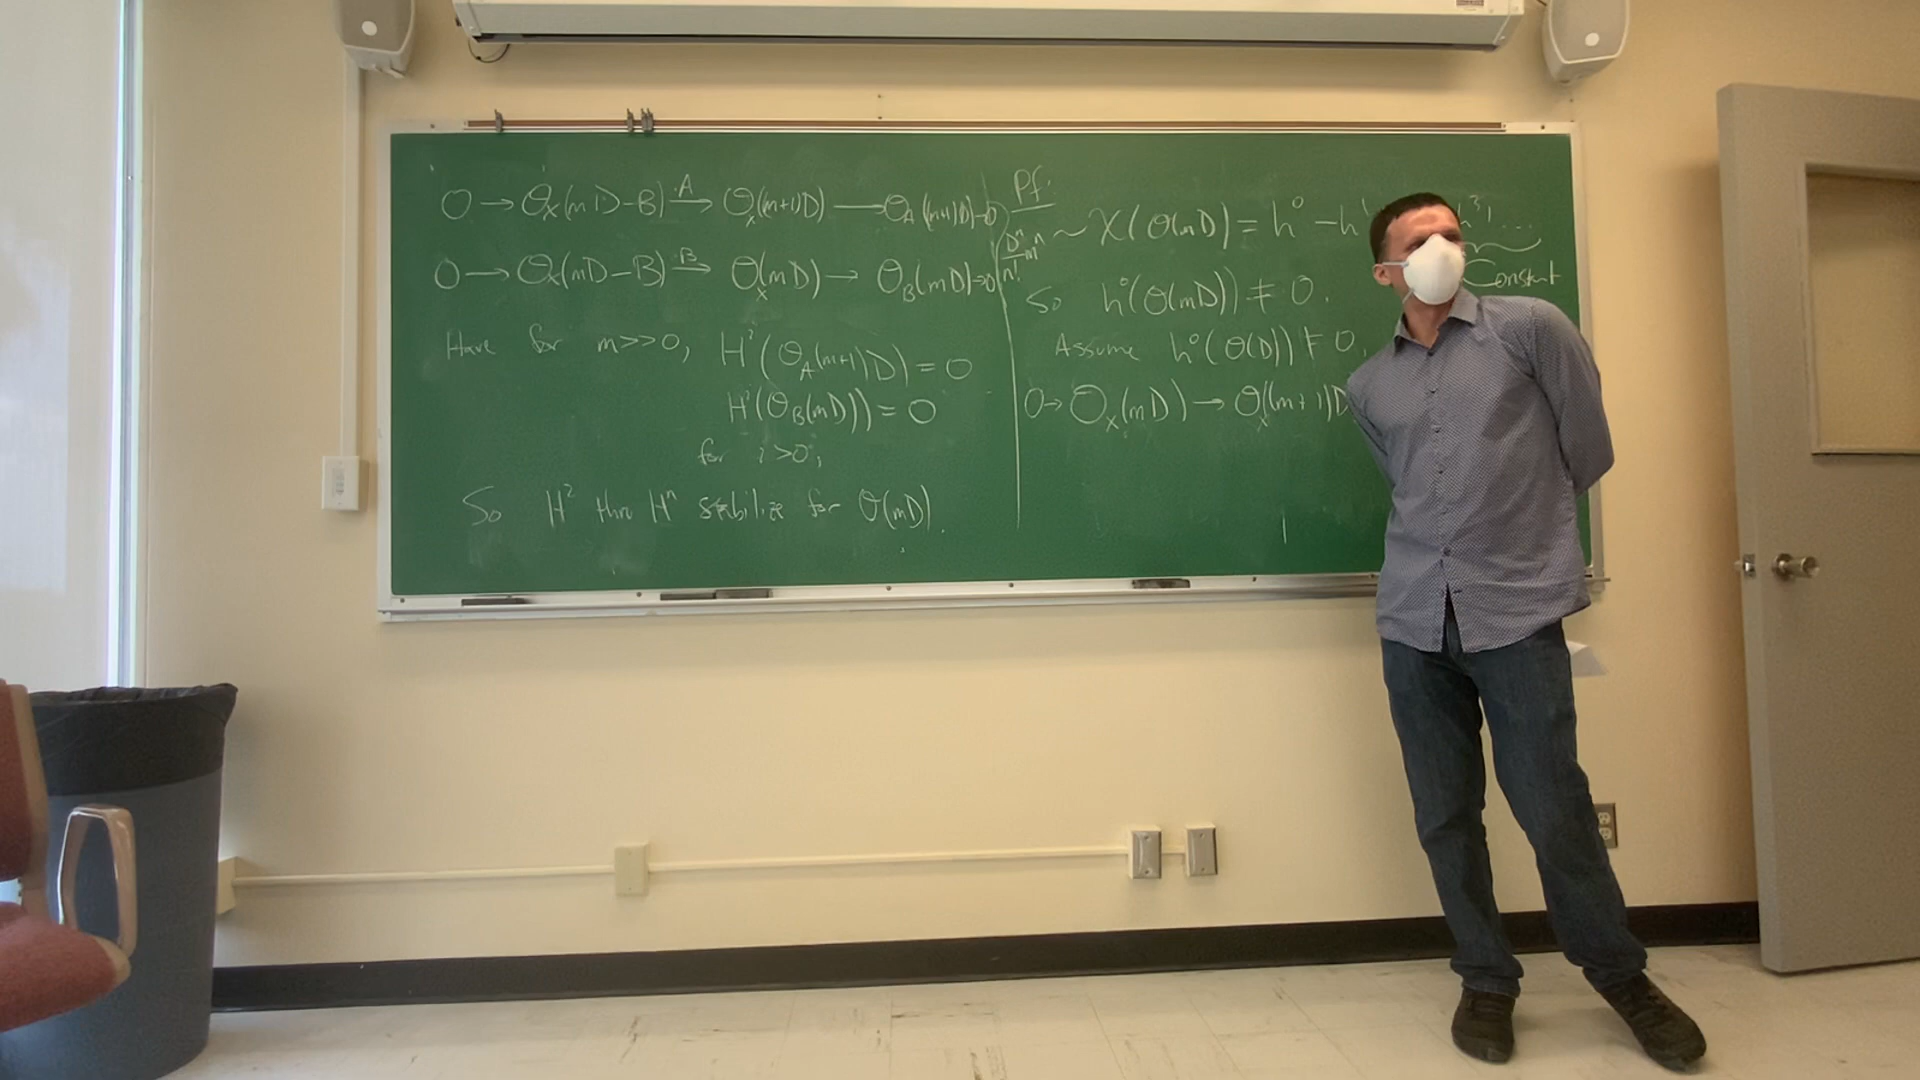 0 → O_X(mD-B) –·A→ O_X((m+1)D) → O_A((m+1)D) → 0
0 → O_X(mD-B) –·B→ O_X(mD) → O_B(mD) → 0
Have for m>>0, H^i(O_A(m+1)D) = 0
H^i(O_B(mD)) = 0
for i>0,
So H^2 thru H^n stabilize for O(mD).
Pf.
D^n/n! m^n ~ χ(O(mD)) = h^0 - h^1 h^3 ...
Constant
So h^0(O(mD)) ≠ 0.
Assume h^0(O(D)) ≠ 0.
0 → O_X(mD) → O_X((m+1)D